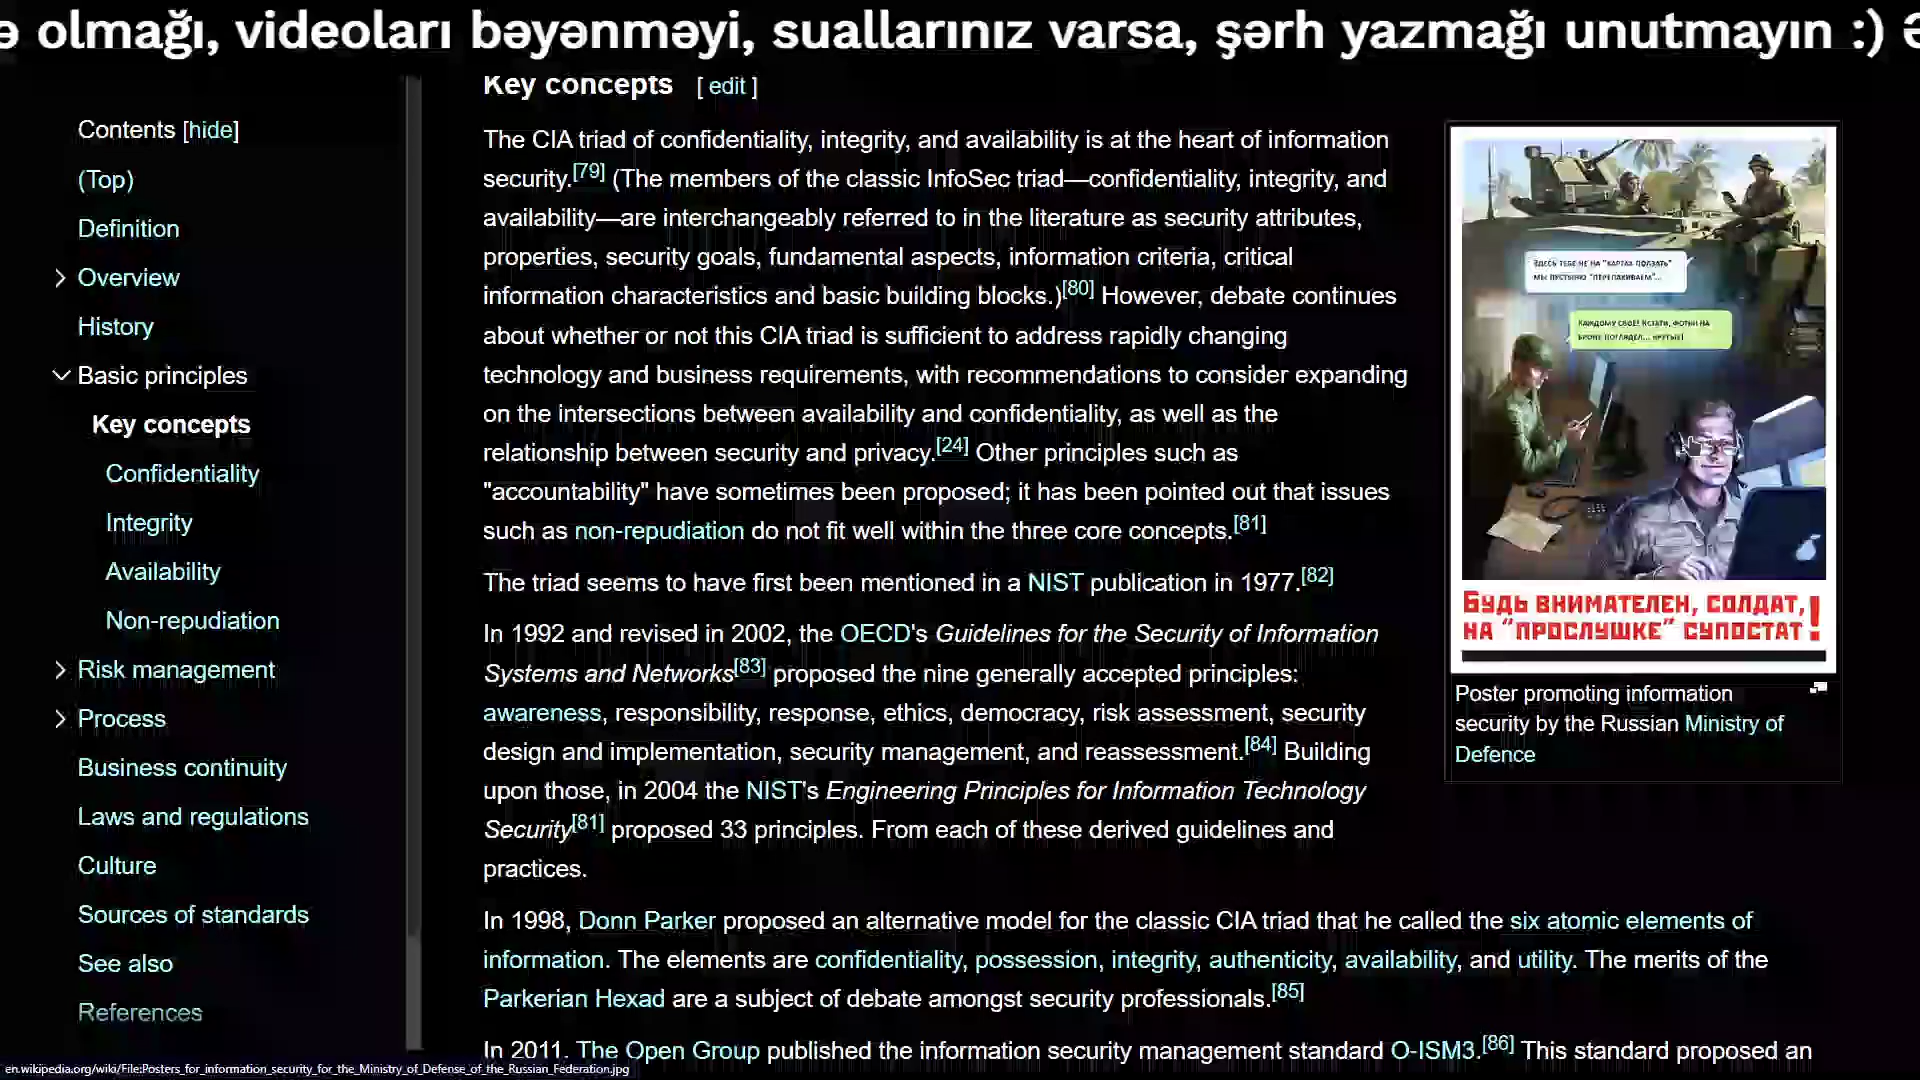 ə olmağı, videoları bəyənməyi, suallarınız varsa, şərh yazmağı unutmayın :) Ə
Key concepts [ edit ]
Contents [hide]
(Top)
Definition
Overview
History
Basic principles
Key concepts
Confidentiality
Integrity
Availability
Non-repudiation
Risk management
Process
Business continuity
Laws and regulations
Culture
Sources of standards
See also
References
The CIA triad of confidentiality, integrity, and availability is at the heart of information
security.[79] (The members of the classic InfoSec triad—confidentiality, integrity, and
availability—are interchangeably referred to in the literature as security attributes,
properties, security goals, fundamental aspects, information criteria, critical
information characteristics and basic building blocks.)[80] However, debate continues
about whether or not this CIA triad is sufficient to address rapidly changing
technology and business requirements, with recommendations to consider expanding
on the intersections between availability and confidentiality, as well as the
relationship between security and privacy.[24] Other principles such as
"accountability" have sometimes been proposed; it has been pointed out that issues
such as non-repudiation do not fit well within the three core concepts.[81]
The triad seems to have first been mentioned in a NIST publication in 1977.[82]
In 1992 and revised in 2002, the OECD's Guidelines for the Security of Information
Systems and Networks[83] proposed the nine generally accepted principles:
awareness, responsibility, response, ethics, democracy, risk assessment, security
design and implementation, security management, and reassessment.[84] Building
upon those, in 2004 the NIST's Engineering Principles for Information Technology
Security[81] proposed 33 principles. From each of these derived guidelines and
practices.
In 1998, Donn Parker proposed an alternative model for the classic CIA triad that he called the six atomic elements of
information. The elements are confidentiality, possession, integrity, authenticity, availability, and utility. The merits of the
Parkerian Hexad are a subject of debate amongst security professionals.[85]
In 2011, The Open Group published the information security management standard O-ISM3.[86] This standard proposed an
ЗДЕСЬ ТЕБЕ НЕ НА "КАРТАХ ПОЛЗАТЬ"
МЫ ПУСТЫНЮ "ПЕРЕПАХИВАЕМ"...
КАЖДОМУ СВОЁ! КСТАТИ, ФОТКИ НА
БРОНЕ ПОГЛЯДЕЛ... КРУТЫЕ!
БУДЬ ВНИМАТЕЛЕН, СОЛДАТ,
НА "ПРОСЛУШКЕ" СУПОСТАТ!
Poster promoting information
security by the Russian Ministry of
Defence
en.wikipedia.org/wiki/File:Posters_for_information_security_for_the_Ministry_of_Defense_of_the_Russian_Federation.jpg